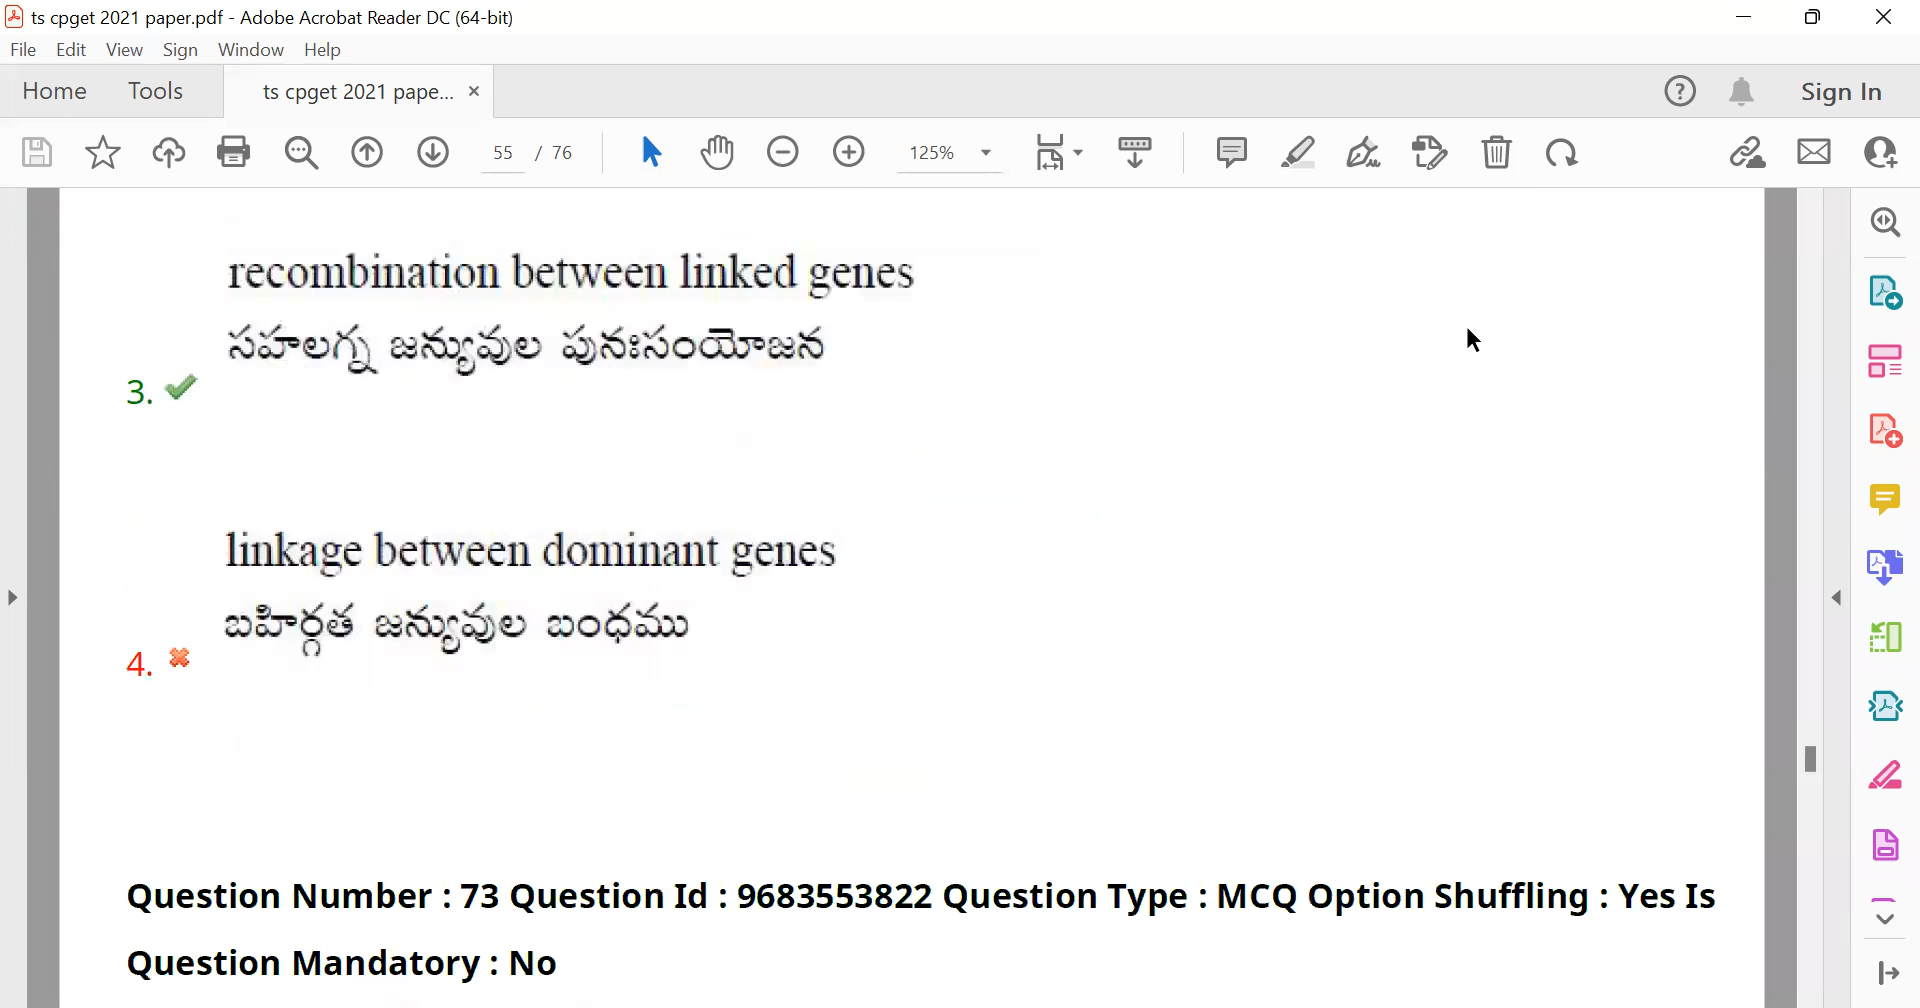 ts cpget 2021 paper.pdf - Adobe Acrobat Reader DC (64-bit)
File Edit View Sign Window Help
Home Tools ts cpget 2021 pape... × Sign In
55 / 76 125%
recombination between linked genes
సహలగ్న జన్యువుల పునఃసంయోజన
3.
linkage between dominant genes
బహిర్గత జన్యువుల బంధము
4.
Question Number : 73 Question Id : 9683553822 Question Type : MCQ Option Shuffling : Yes Is
Question Mandatory : No